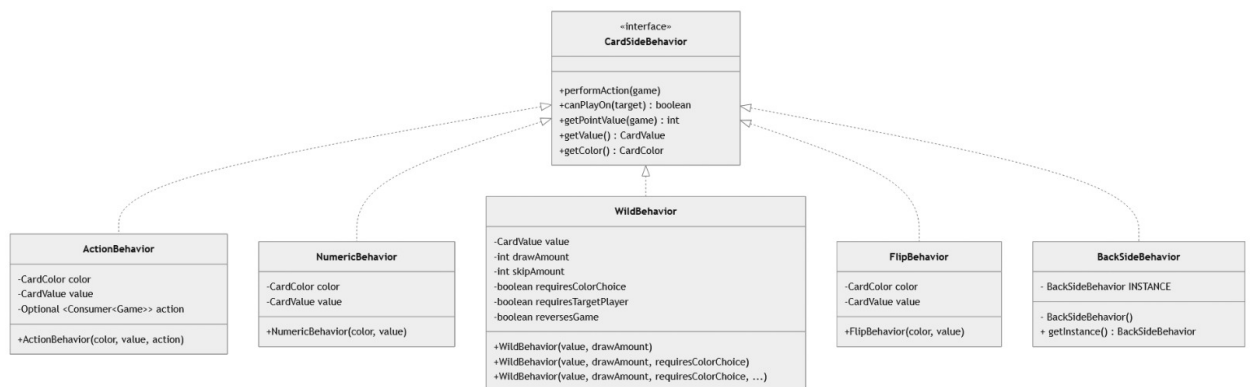 «interface»
CardSideBehavior
+performAction(game)
+canPlayOn(target) : boolean
+getPointValue(game) : int
+getValue() : CardValue
+getColor() : CardColor
ActionBehavior
-CardColor color
-CardValue value
-Optional <Consumer<Game>> action
+ActionBehavior(color, value, action)
NumericBehavior
-CardColor color
-CardValue value
+NumericBehavior(color, value)
WildBehavior
-CardValue value
-int drawAmount
-int skipAmount
-boolean requiresColorChoice
-boolean requiresTargetPlayer
-boolean reversesGame
+WildBehavior(value, drawAmount)
+WildBehavior(value, drawAmount, requiresColorChoice)
+WildBehavior(value, drawAmount, requiresColorChoice, ...)
FlipBehavior
-CardColor color
-CardValue value
+FlipBehavior(color, value)
BackSideBehavior
- BackSideBehavior INSTANCE
- BackSideBehavior()
+ getInstance() : BackSideBehavior